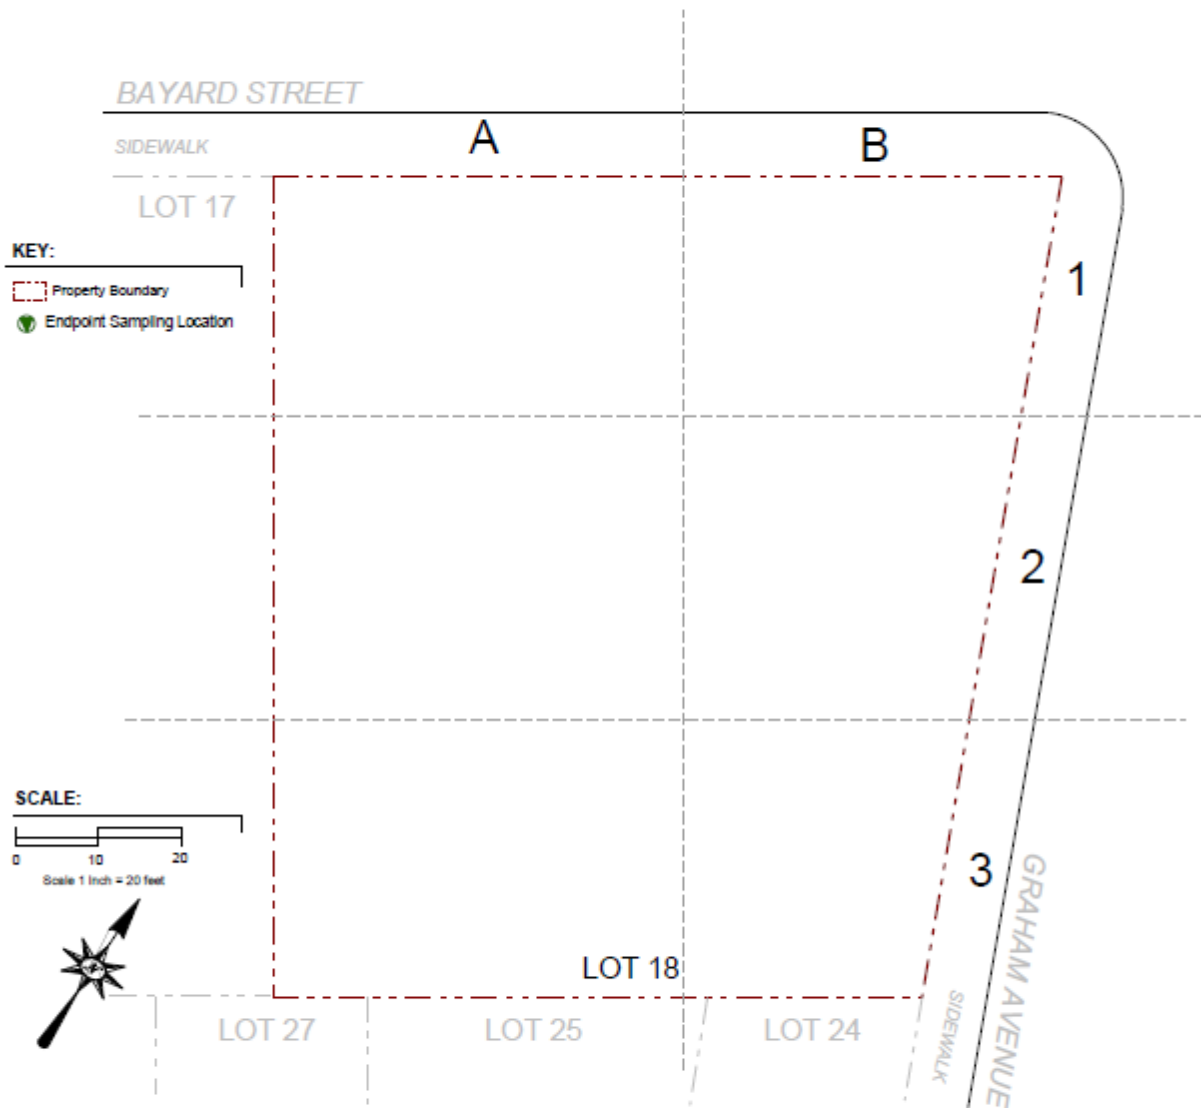 BAYARD STREET
SIDEWALK
A
B
LOT 17
KEY:
Property Boundary
Endpoint Sampling Location
1
2
SCALE:
0 10 20
Scale 1 Inch = 20 feet
3
LOT 18
LOT 27
LOT 25
LOT 24
SIDEWALK
GRAHAM AVENUE